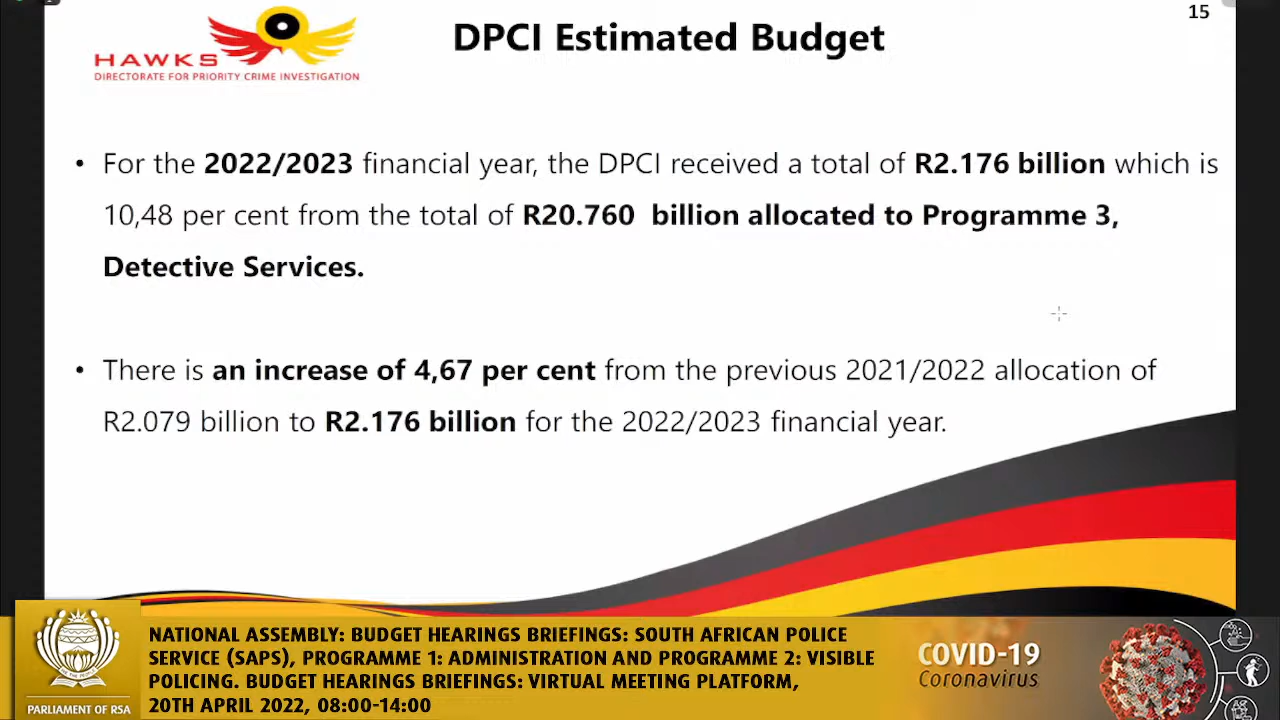 15
DPCI Estimated Budget
HAWKS
DIRECTORATE FOR PRIORITY CRIME INVESTIGATION
• For the 2022/2023 financial year, the DPCI received a total of R2.176 billion which is
10,48 per cent from the total of R20.760 billion allocated to Programme 3,
Detective Services.
• There is an increase of 4,67 per cent from the previous 2021/2022 allocation of
R2.079 billion to R2.176 billion for the 2022/2023 financial year.
NATIONAL ASSEMBLY: BUDGET HEARINGS BRIEFINGS: SOUTH AFRICAN POLICE
SERVICE (SAPS), PROGRAMME 1: ADMINISTRATION AND PROGRAMME 2: VISIBLE
POLICING. BUDGET HEARINGS BRIEFINGS: VIRTUAL MEETING PLATFORM,
20TH APRIL 2022, 08:00-14:00
PARLIAMENT OF RSA
COVID-19
Coronavirus